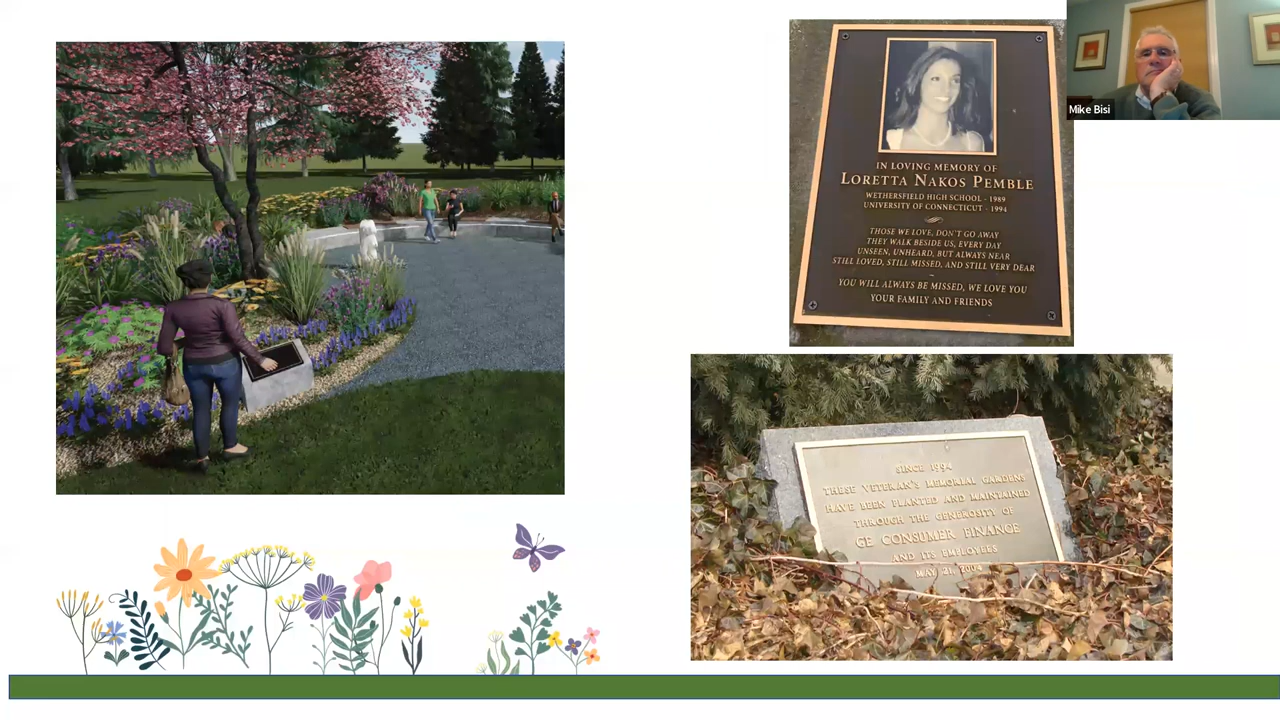 Mike Bisi
IN LOVING MEMORY OF
LORETTA NAKOS PEMBLE
WETHERSFIELD HIGH SCHOOL - 1989
UNIVERSITY OF CONNECTICUT - 1994
THOSE WE LOVE, DON'T GO AWAY
THEY WALK BESIDE US, EVERY DAY
UNSEEN, UNHEARD, BUT ALWAYS NEAR
STILL LOVED, STILL MISSED, AND STILL VERY DEAR
YOU WILL ALWAYS BE MISSED, WE LOVE YOU
YOUR FAMILY AND FRIENDS
SINCE 1994
THESE VETERAN'S MEMORIAL GARDENS
HAVE BEEN PLANTED AND MAINTAINED
THROUGH THE GENEROSITY OF
GE CONSUMER FINANCE
AND ITS EMPLOYEES
MAY 21, 2004